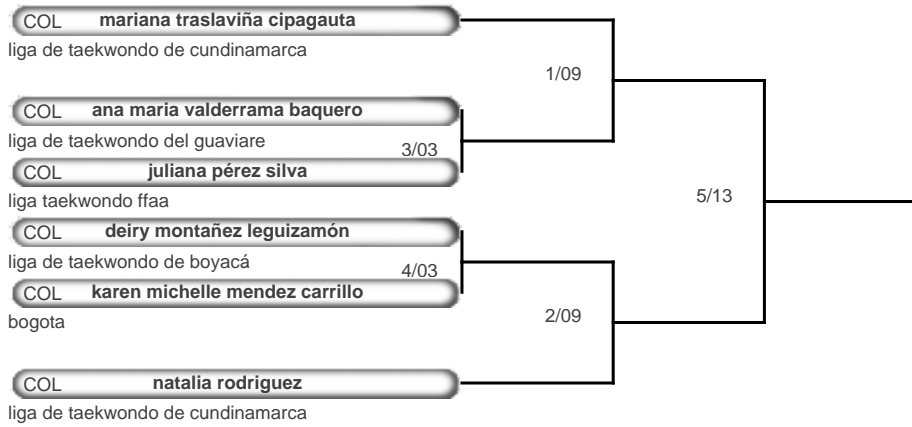 COL mariana traslaviña cipagauta
liga de taekwondo de cundinamarca
1/09
COL ana maria valderrama baquero
liga de taekwondo del guaviare
3/03
COL juliana pérez silva
liga taekwondo ffaa
5/13
COL deiry montañez leguizamón
liga de taekwondo de boyacá
4/03
COL karen michelle mendez carrillo
bogota
2/09
COL natalia rodriguez
liga de taekwondo de cundinamarca